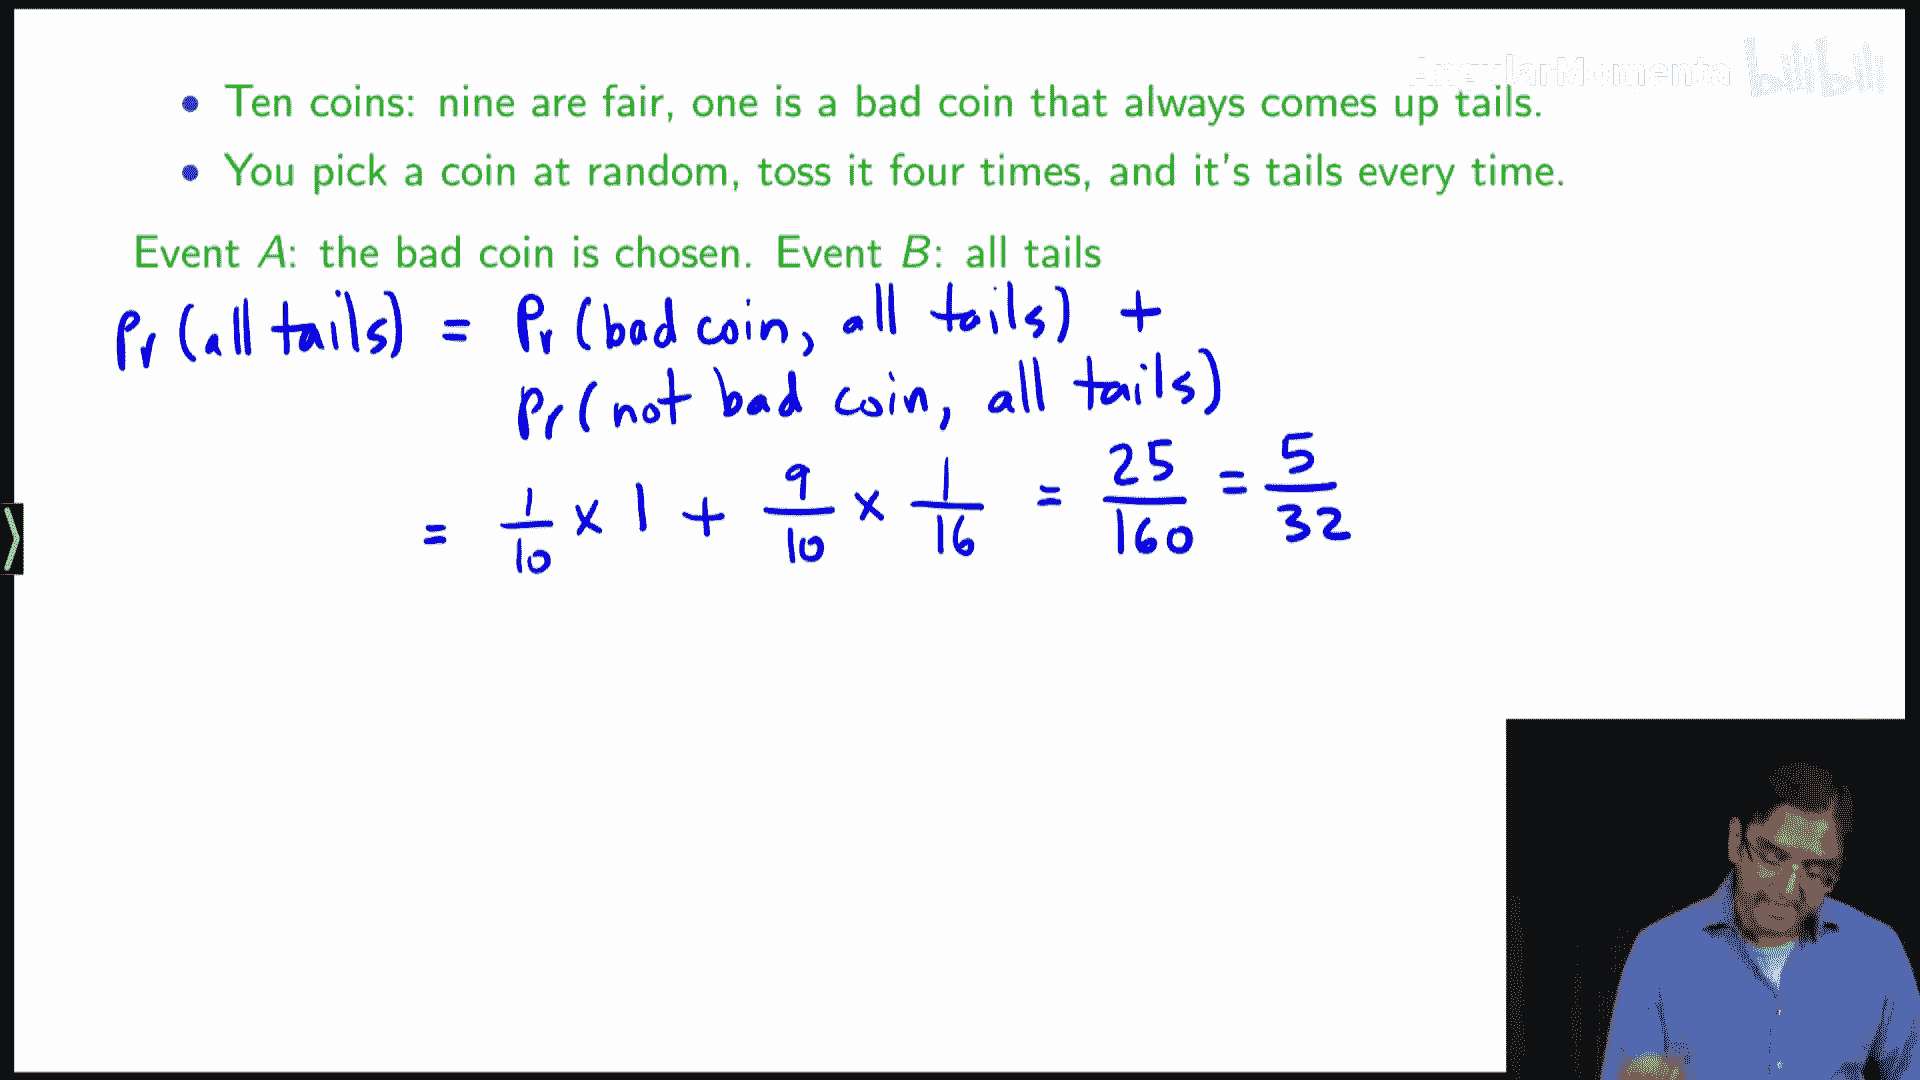 AngularMomenta bilibili
• Ten coins: nine are fair, one is a bad coin that always comes up tails.
• You pick a coin at random, toss it four times, and it's tails every time.
Event A: the bad coin is chosen. Event B: all tails
Pr (all tails) = Pr (bad coin, all tails) +
Pr (not bad coin, all tails)
= 1/10 × 1 + 9/10 × 1/16 = 25/160 = 5/32